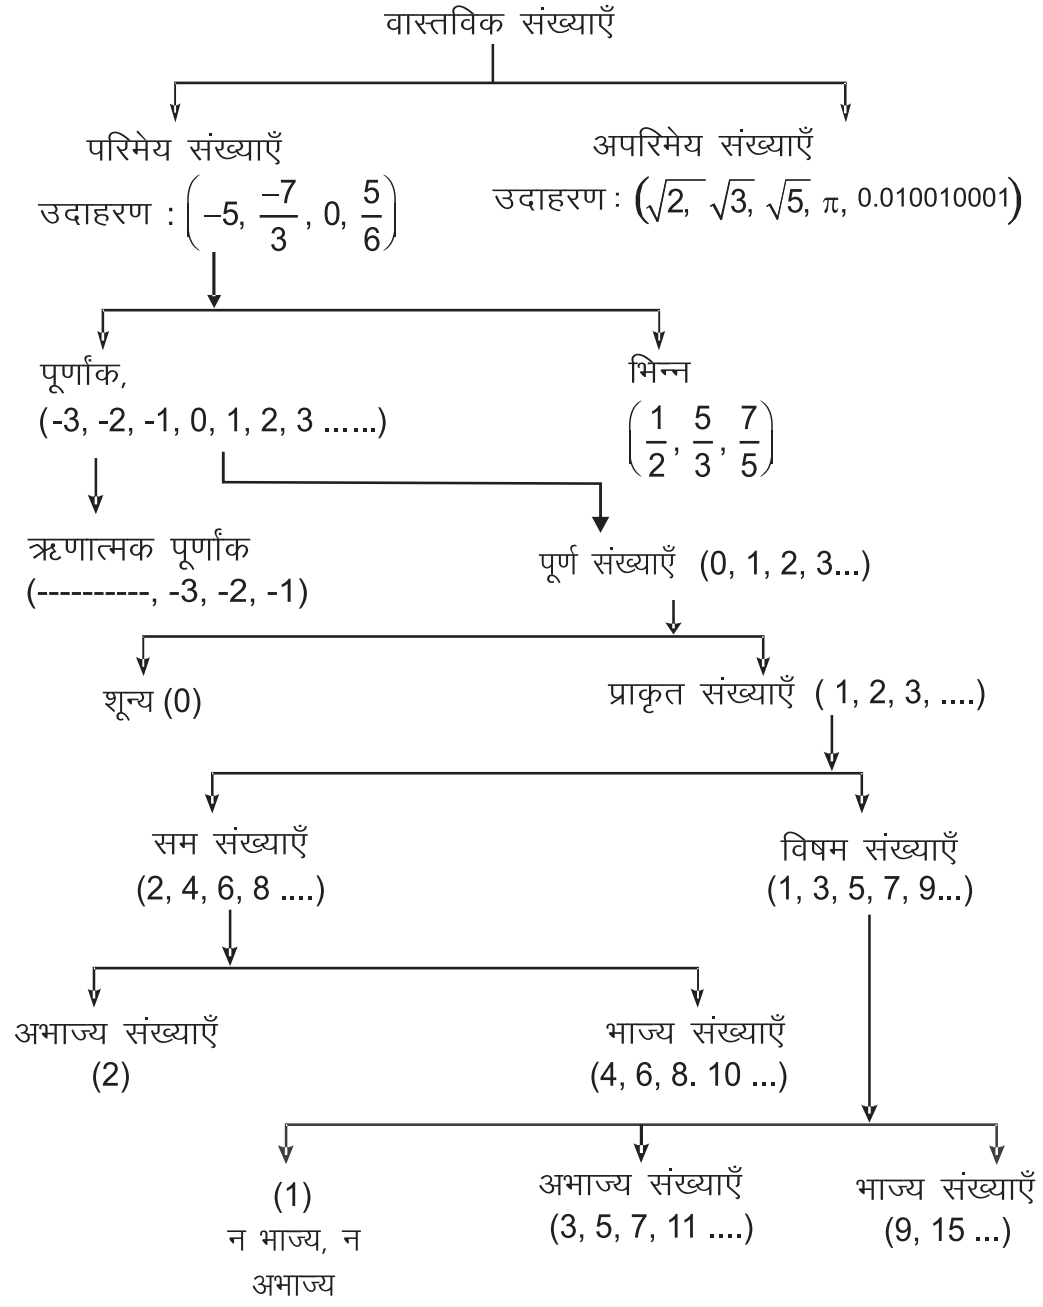 वास्तविक संख्याएँ
परिमेय संख्याएँ
उदाहरण : (–5, –7/3, 0, 5/6)
अपरिमेय संख्याएँ
उदाहरण : (√2, √3, √5, π, 0.010010001)
पूर्णांक,
(-3, -2, -1, 0, 1, 2, 3 ......)
भिन्न
(1/2, 5/3, 7/5)
ऋणात्मक पूर्णांक
(----------, -3, -2, -1)
पूर्ण संख्याएँ (0, 1, 2, 3...)
शून्य (0)
प्राकृत संख्याएँ ( 1, 2, 3, ....)
सम संख्याएँ
(2, 4, 6, 8 ....)
विषम संख्याएँ
(1, 3, 5, 7, 9...)
अभाज्य संख्याएँ
(2)
भाज्य संख्याएँ
(4, 6, 8. 10 ...)
(1)
न भाज्य, न
अभाज्य
अभाज्य संख्याएँ
(3, 5, 7, 11 ....)
भाज्य संख्याएँ
(9, 15 ...)